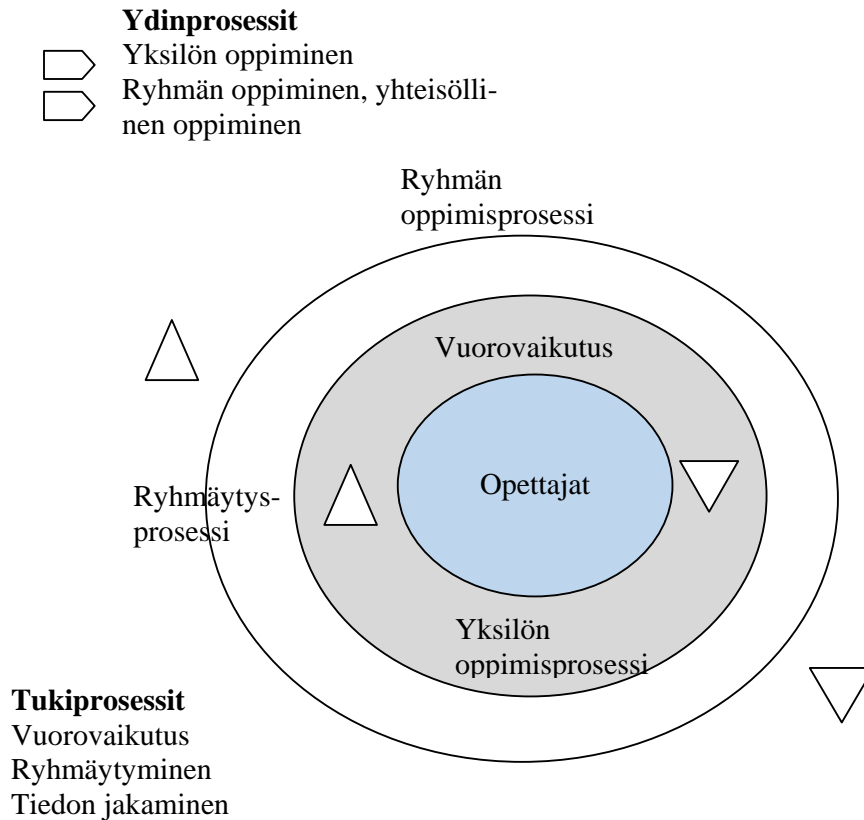 Ydinprosessit
Yksilön oppiminen
Ryhmän oppiminen, yhteisölli-
nen oppiminen
Ryhmän
oppimisprosessi
Vuorovaikutus
Opettajat
Ryhmäytys-
prosessi
Yksilön
oppimisprosessi
Tukiprosessit
Vuorovaikutus
Ryhmäytyminen
Tiedon jakaminen